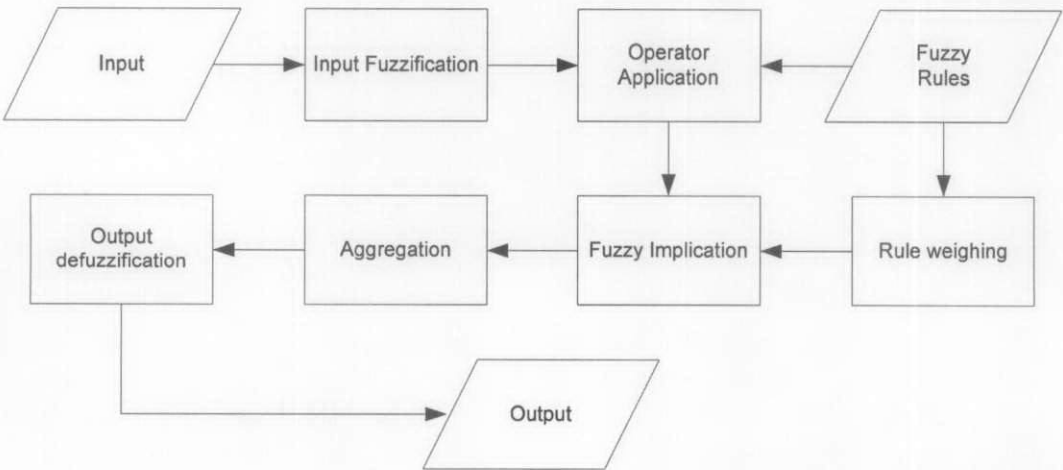 Input
Input Fuzzification
Operator
Application
Fuzzy
Rules
Output
defuzzification
Aggregation
Fuzzy Implication
Rule weighing
Output